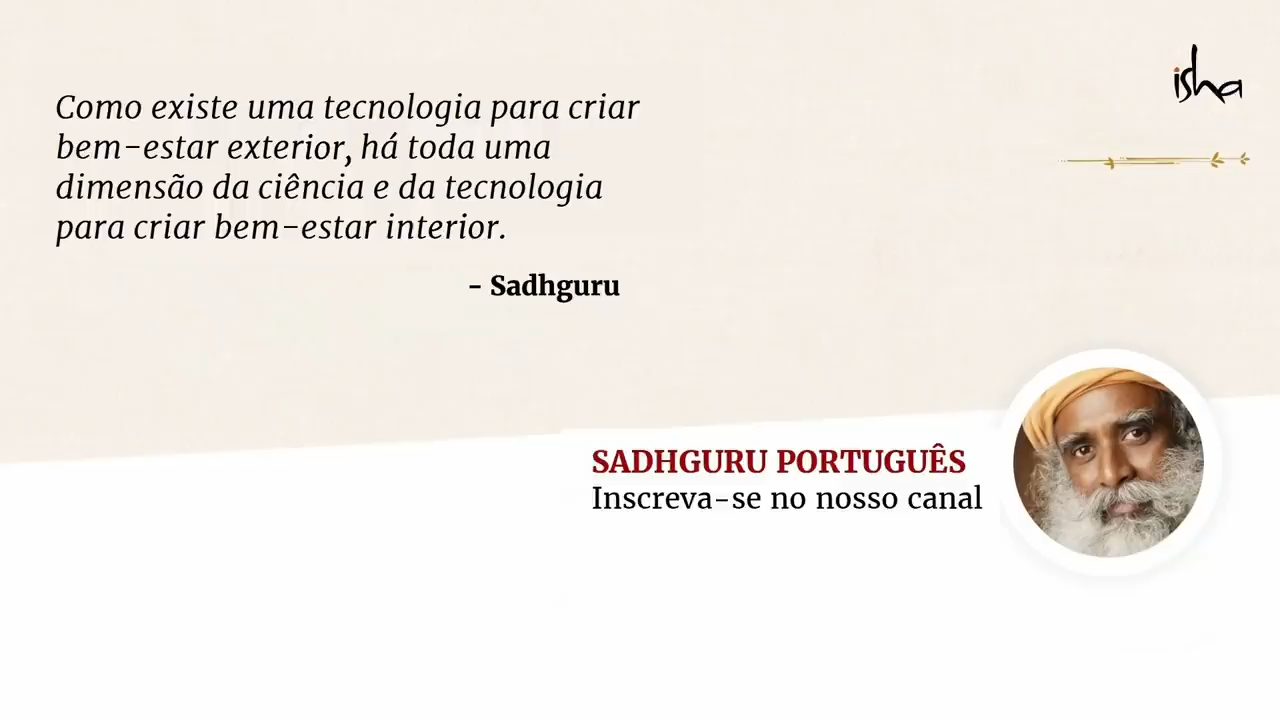 isha
Como existe uma tecnologia para criar
bem-estar exterior, há toda uma
dimensão da ciência e da tecnologia
para criar bem-estar interior.
- Sadhguru
SADHGURU PORTUGUÊS
Inscreva-se no nosso canal